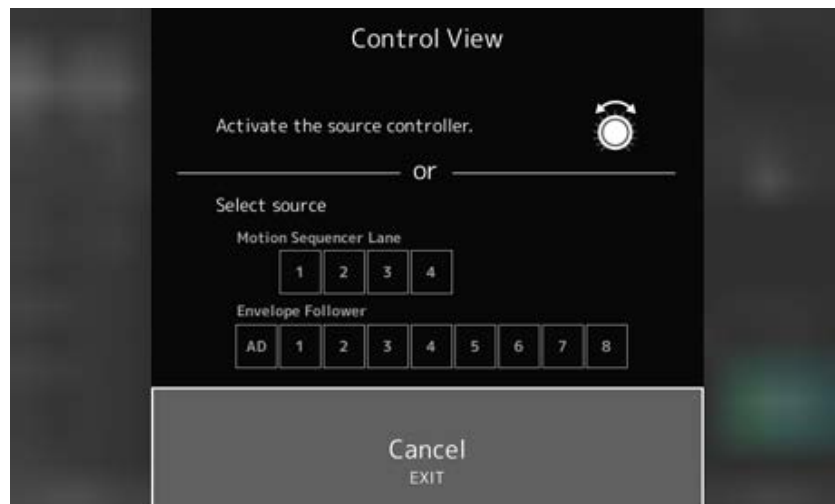 Control View
Activate the source controller.
or
Select source
Motion Sequencer Lane
1 2 3 4
Envelope Follower
AD 1 2 3 4 5 6 7 8
Cancel
EXIT